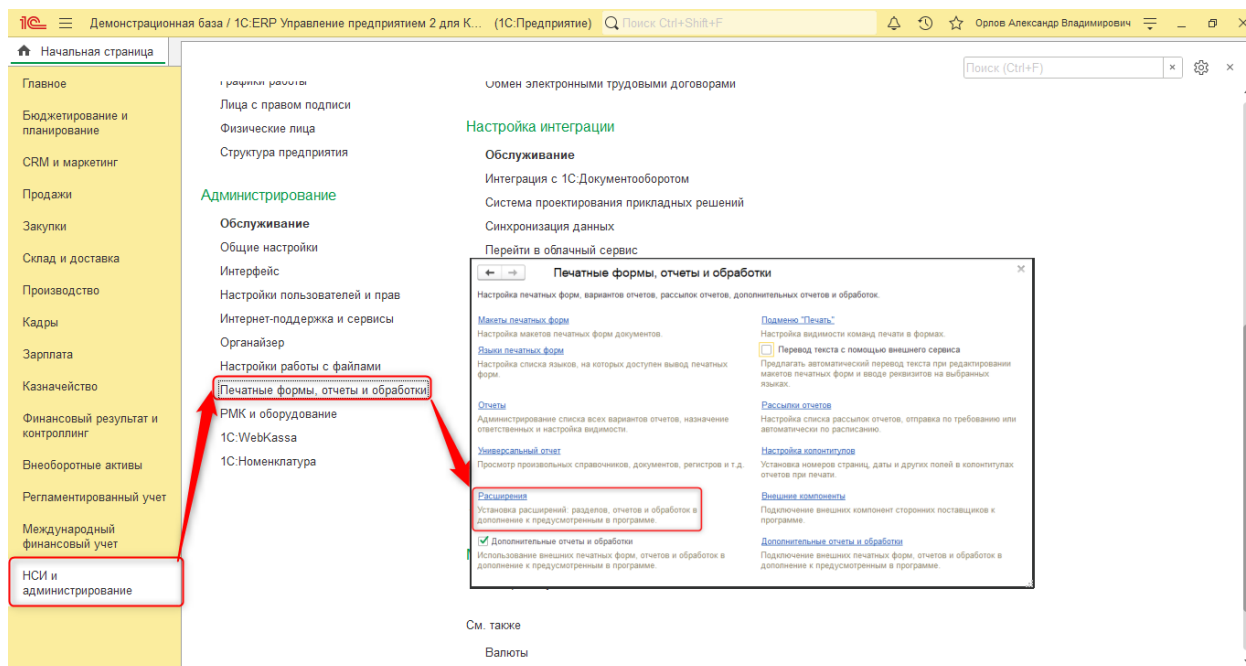 Демонстрационная база / 1С:ERP Управление предприятием 2 для К... (1С:Предприятие)
Поиск Ctrl+Shift+F
Орлов Александр Владимирович
Начальная страница
Поиск (Ctrl+F)
Главное
Бюджетирование и
планирование
CRM и маркетинг
Продажи
Закупки
Склад и доставка
Производство
Кадры
Зарплата
Казначейство
Финансовый результат и
контроллинг
Внеоборотные активы
Регламентированный учет
Международный
финансовый учет
НСИ и
администрирование
Графики работы
Лица с правом подписи
Физические лица
Структура предприятия
Администрирование
Обслуживание
Общие настройки
Интерфейс
Настройки пользователей и прав
Интернет-поддержка и сервисы
Органайзер
Настройки работы с файлами
Печатные формы, отчеты и обработки
РМК и оборудование
1С:WebKassa
1С:Номенклатура
Обмен электронными трудовыми договорами
Настройка интеграции
Обслуживание
Интеграция с 1С:Документооборотом
Система проектирования прикладных решений
Синхронизация данных
Перейти в облачный сервис
Печатные формы, отчеты и обработки
Настройка печатных форм, вариантов отчетов, рассылок отчетов, дополнительных отчетов и обработок.
Макеты печатных форм
Настройка макетов печатных форм документов.
Языки печатных форм
Настройка списка языков, на которых доступен вывод печатных
форм.
Отчеты
Администрирование списка всех вариантов отчетов, назначение
ответственных и настройка видимости.
Универсальный отчет
Просмотр произвольных справочников, документов, регистров и т.д.
Расширения
Установка расширений: разделов, отчетов и обработок в
дополнение к предусмотренным в программе.
Дополнительные отчеты и обработки
Использование внешних печатных форм, отчетов и обработок в
дополнение к предусмотренным в программе.
Подменю "Печать"
Настройка видимости команд печати в формах.
Перевод текста с помощью внешнего сервиса
Предлагать автоматический перевод текста при редактировании
макетов печатных форм и вводе реквизитов на выбранных
языках.
Рассылки отчетов
Настройка списка рассылок отчетов, отправка по требованию или
автоматически по расписанию.
Настройка колонтитулов
Установка номеров страниц, даты и других полей в колонтитулах
отчетов при печати.
Внешние компоненты
Подключение внешних компонент сторонних поставщиков к
программе.
Дополнительные отчеты и обработки
Подключение внешних печатных форм, отчетов и обработок в
дополнение к предусмотренным в программе.
См. также
Валюты